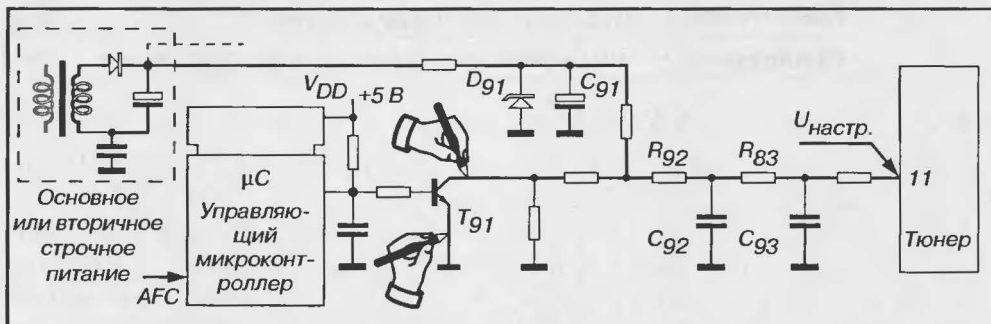 V_DD
+5 В
D91
C91
μC
Управляю-
щий
микроконт-
роллер
AFC
T91
R92
R83
C92
C93
Uнастр.
11
Тюнер
Основное
или вторичное
строчное
питание